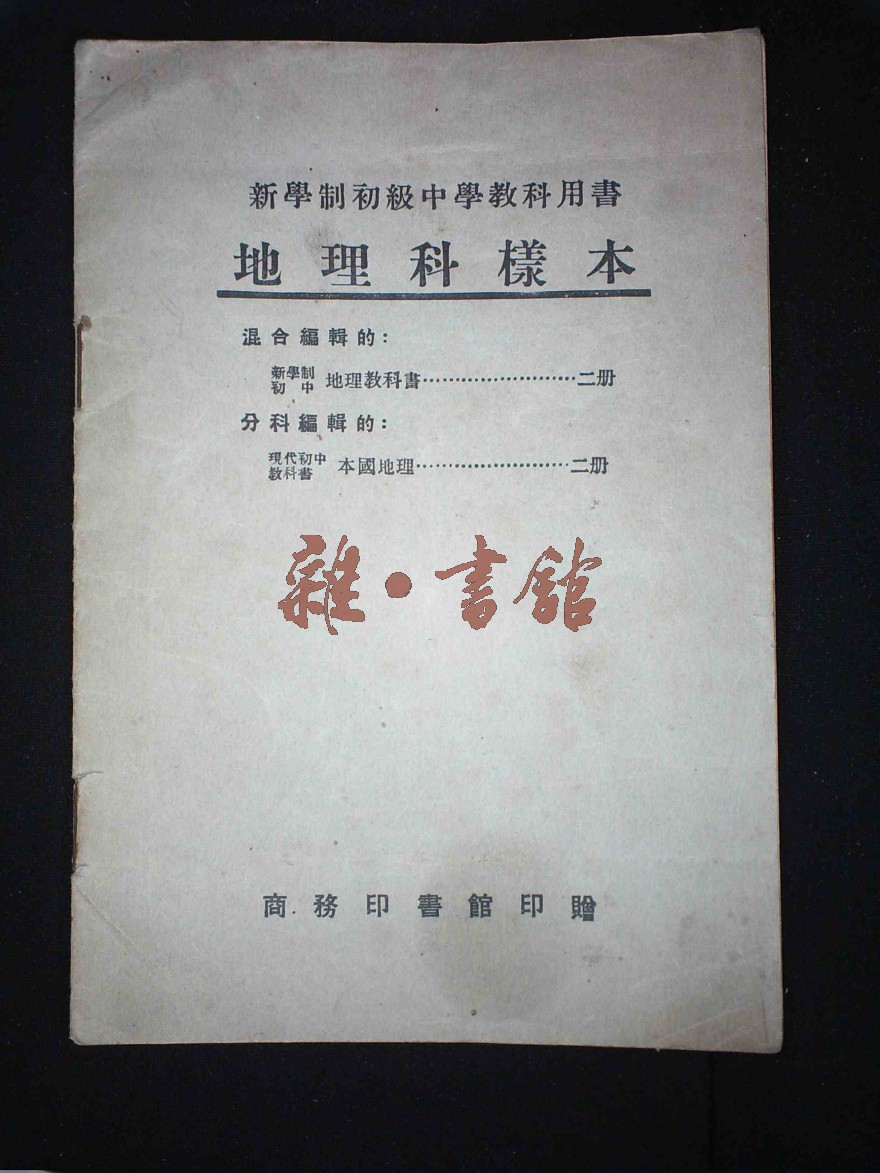 新學制初級中學教科用書
地理科樣本
混合編輯的：
新學制初中 地理教科書……………………二册
分科編輯的：
現代初中教科書 本國地理……………………二册
雜·書館
商務印書館印贈